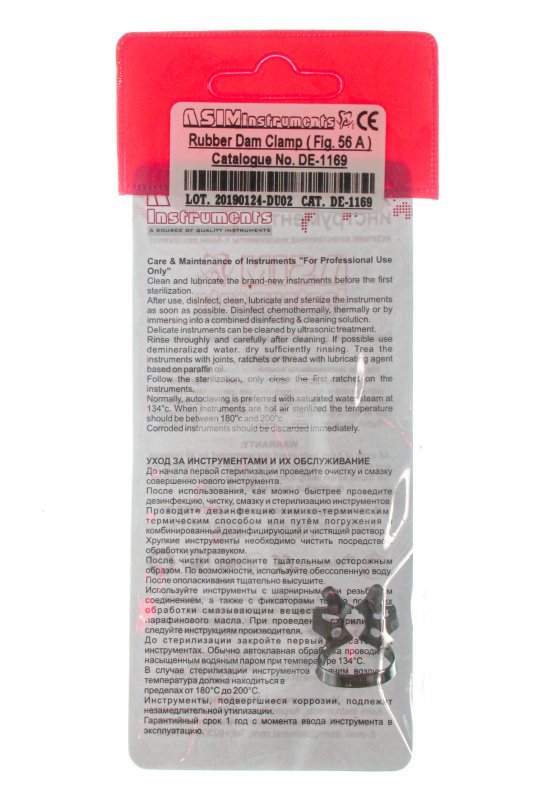 ASIM instruments CE
Rubber Dam Clamp ( Fig. 56 A )
Catalogue No. DE-1169
LOT. 20190124-DU02 CAT. DE-1169
Instruments
A SOURCE OF QUALITY INSTRUMENTS
Care & Maintenance of Instruments "For Professional Use
Only"
Clean and lubricate the brand-new instruments before the first
sterilization.
After use, disinfect, clean, lubricate and sterilize the instruments
as soon as possible. Disinfect chemothermally, thermally or by
immersing into a combined disinfecting & cleaning solution.
Delicate instruments can be cleaned by ultrasonic treatment.
Rinse thoroughly and carefully after cleaning. If possible use
demineralized water, dry sufficiently rinsing. Trea the
instruments with joints, ratchets or thread with lubricating agent
based on paraffin oil.
Follow the sterilization, only close the first ratchet on the
instruments.
Normally, autoclaving is preferred with saturated water steam at
134°c. When instruments are hot air sterilized the temperature
should be between 180°c and 200°c.
Corroded instruments should be discarded immediately.
WARRANTY:
УХОД ЗА ИНСТРУМЕНТАМИ И ИХ ОБСЛУЖИВАНИЕ
До начала первой стерилизации проведите очистку и смазку
совершенно нового инструмента.
После использования, как можно быстрее проведите
дезинфекцию, чистку, смазку и стерилизацию инструментов
Проводите дезинфекцию химико-термическим,
термическим способом или путём погружения в
комбинированный дезинфицирующий и чистящий раствор.
Хрупкие инструменты необходимо чистить посредством
обработки ультразвуком.
После чистки ополосните тщательным осторожным
образом. По возможности, используйте обессоленную воду
После ополаскивания тщательно высушите.
Используйте инструменты с шарнирным или резьб
соединением, а также с фиксаторами
обработки смазывающим вещес
парафинового масла. При проведе
следуйте инструкциям производителя.
До стерилизации закройте первый
инструментах. Обычно автоклавная обработка проводи
насыщенным водяным паром при температуре 134°C.
В случае стерилизации инструментов воздух
температура должна находиться в
пределах от 180°C до 200°C.
Инструменты, подвергшиеся коррозии, подлежат
незамедлительной утилизации.
Гарантийный срок 1 год с момента ввода инструмента в
эксплуатацию.